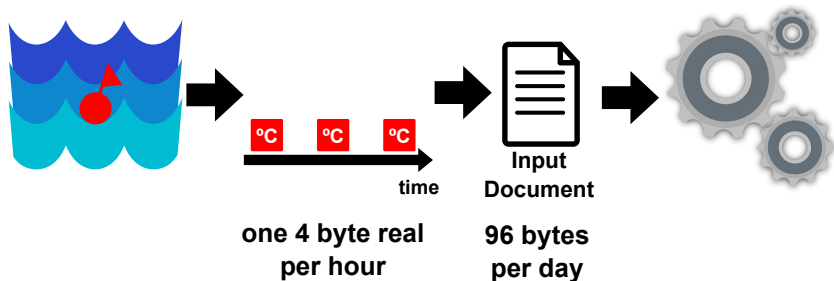 ºC ºC ºC
time
Input
Document
one 4 byte real
per hour
96 bytes
per day